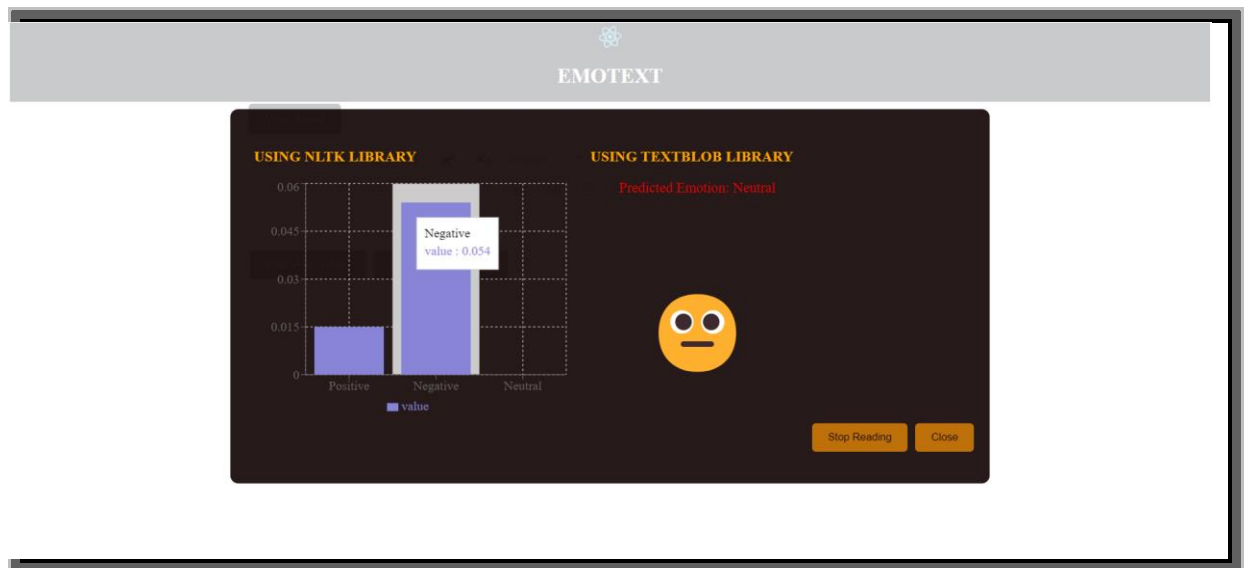 EMOTEXT
USING NLTK LIBRARY
0.06
0.045
0.03
0.015
0
Negative
value : 0.054
Positive
Negative
Neutral
value
USING TEXTBLOB LIBRARY
Predicted Emotion: Neutral
Stop Reading
Close